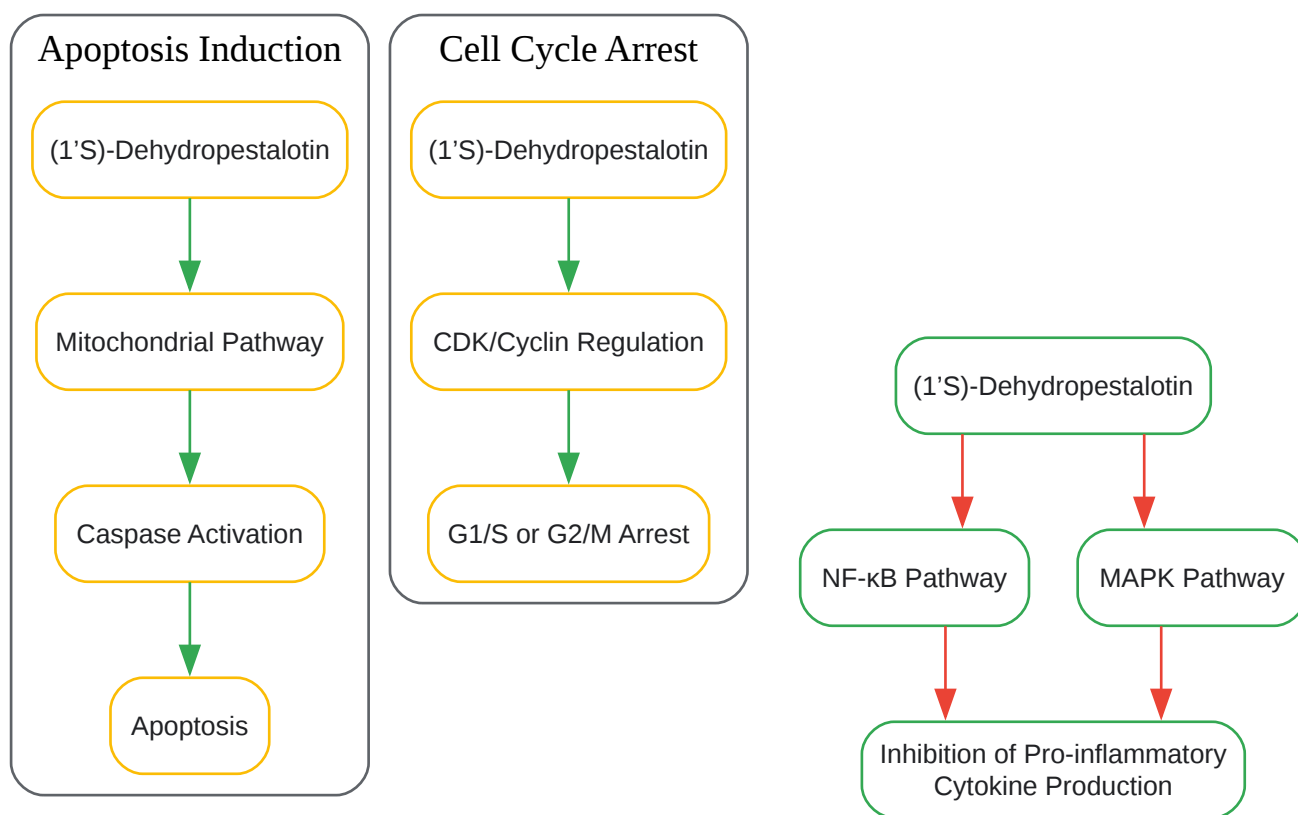 Apoptosis Induction
(1’S)-Dehydropestalotin
Mitochondrial Pathway
Caspase Activation
Apoptosis
Cell Cycle Arrest
(1’S)-Dehydropestalotin
CDK/Cyclin Regulation
G1/S or G2/M Arrest
(1’S)-Dehydropestalotin
NF-κB Pathway
MAPK Pathway
Inhibition of Pro-inflammatory
Cytokine Production